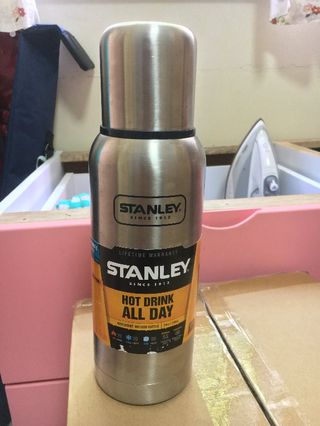 STANLEY
SINCE 1913
LIFETIME WARRANTY
STANLEY
SINCE 1913
HOT DRINK
ALL DAY